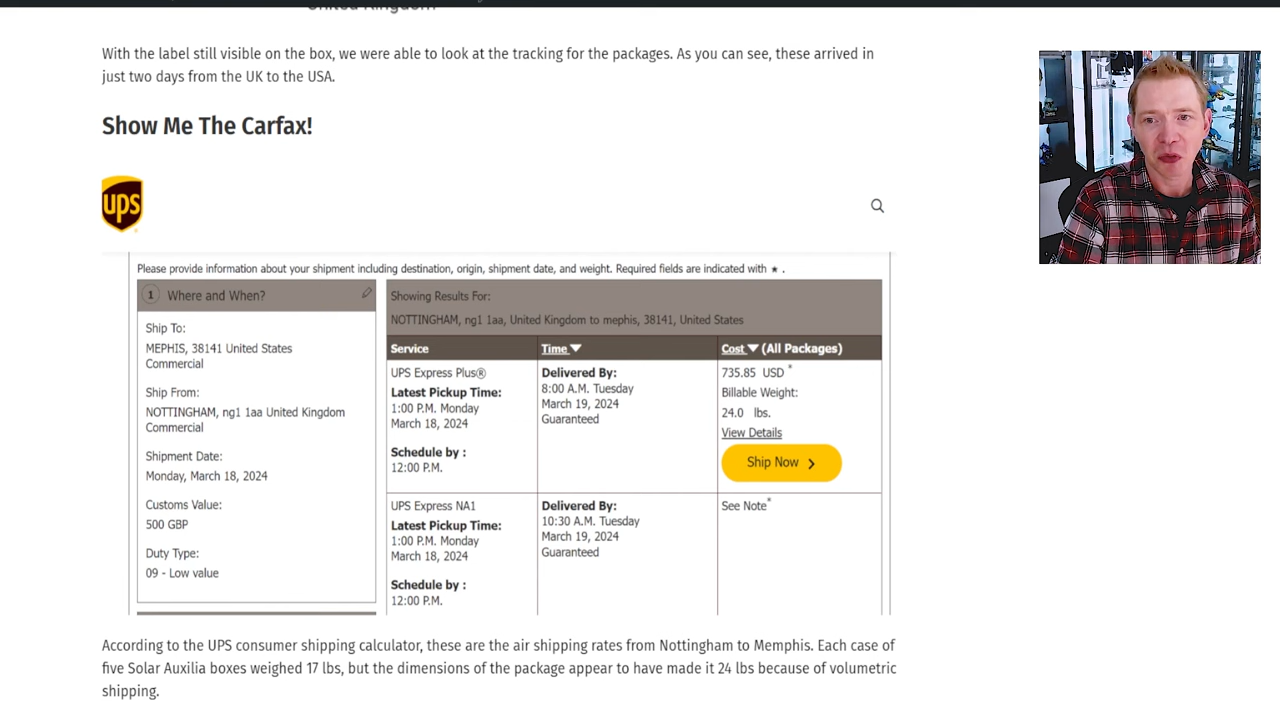 United Kingdom?
With the label still visible on the box, we were able to look at the tracking for the packages. As you can see, these arrived in
just two days from the UK to the USA.
Show Me The Carfax!
ups
Please provide information about your shipment including destination, origin, shipment date, and weight. Required fields are indicated with ★ .
1 Where and When?
Ship To:
MEPHIS, 38141 United States
Commercial
Ship From:
NOTTINGHAM, ng1 1aa United Kingdom
Commercial
Shipment Date:
Monday, March 18, 2024
Customs Value:
500 GBP
Duty Type:
09 - Low value
Showing Results For:
NOTTINGHAM, ng1 1aa, United Kingdom to mephis, 38141, United States
Service Time Cost (All Packages)
UPS Express Plus®
Latest Pickup Time:
1:00 P.M. Monday
March 18, 2024
Schedule by :
12:00 P.M.
Delivered By:
8:00 A.M. Tuesday
March 19, 2024
Guaranteed
735.85 USD *
Billable Weight:
24.0 lbs.
View Details
Ship Now
UPS Express NA1
Latest Pickup Time:
1:00 P.M. Monday
March 18, 2024
Schedule by :
12:00 P.M.
Delivered By:
10:30 A.M. Tuesday
March 19, 2024
Guaranteed
See Note*
According to the UPS consumer shipping calculator, these are the air shipping rates from Nottingham to Memphis. Each case of
five Solar Auxilia boxes weighed 17 lbs, but the dimensions of the package appear to have made it 24 lbs because of volumetric
shipping.